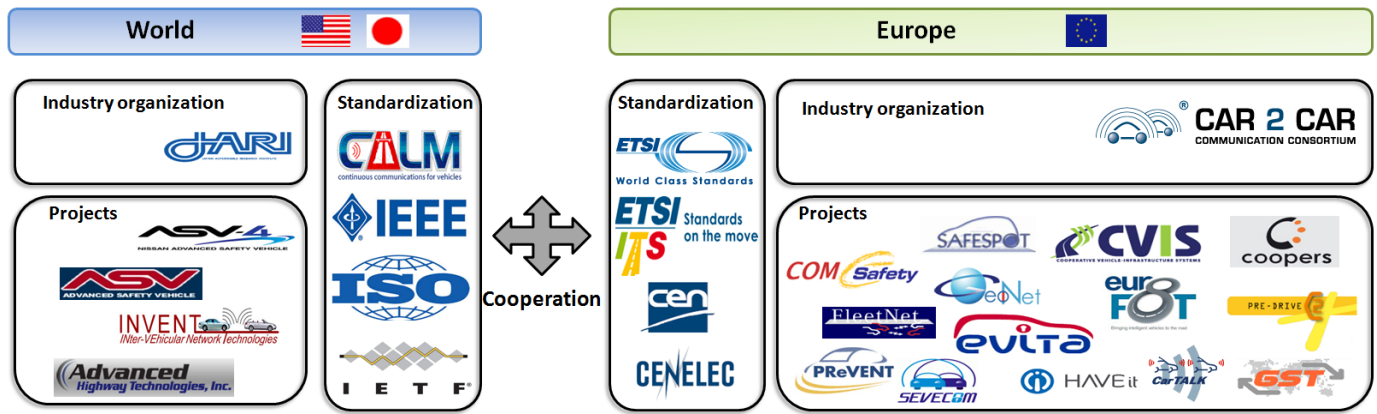 World
Europe
Industry organization
JARI
Standardization
CALM
continuous communications for vehicles
IEEE
ISO
IETF®
Projects
ASV-4
NISSAN ADVANCED SAFETY VEHICLE
ASV
ADVANCED SAFETY VEHICLE
INVENT
INter-VEhicular Network Technologies
Advanced
Highway Technologies, Inc.
Cooperation
Standardization
ETSI
World Class Standards
ETSI
ITS
Standards
on the move
cen
CENELEC
Industry organization
® CAR 2 CAR
COMMUNICATION CONSORTIUM
Projects
SAFESPOT
CVIS
COOPERATIVE VEHICLE-INFRASTRUCTURE SYSTEMS
coopers
COM Safety
GeoNet
euro
FOT
Bringing intelligent vehicles to the road
PRE-DRIVE C2X
FleetNet
evita
PReVENT
SEVECOM
HAVEit
CarTALK
GST